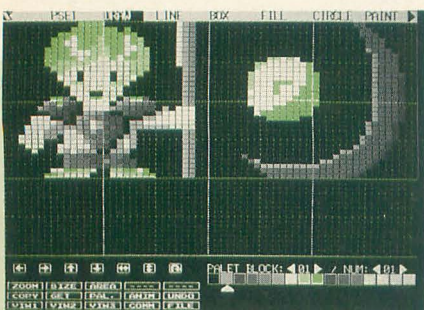 PSET DRAW LINE BOX FILL CIRCLE PAINT
PALET BLOCK: 01 / NUM: 01
ZOOM SIZE AREA ---- ----
COPY GET PAL. ANIM UNDO
VIW1 VIW2 VIW3 COMM FILE